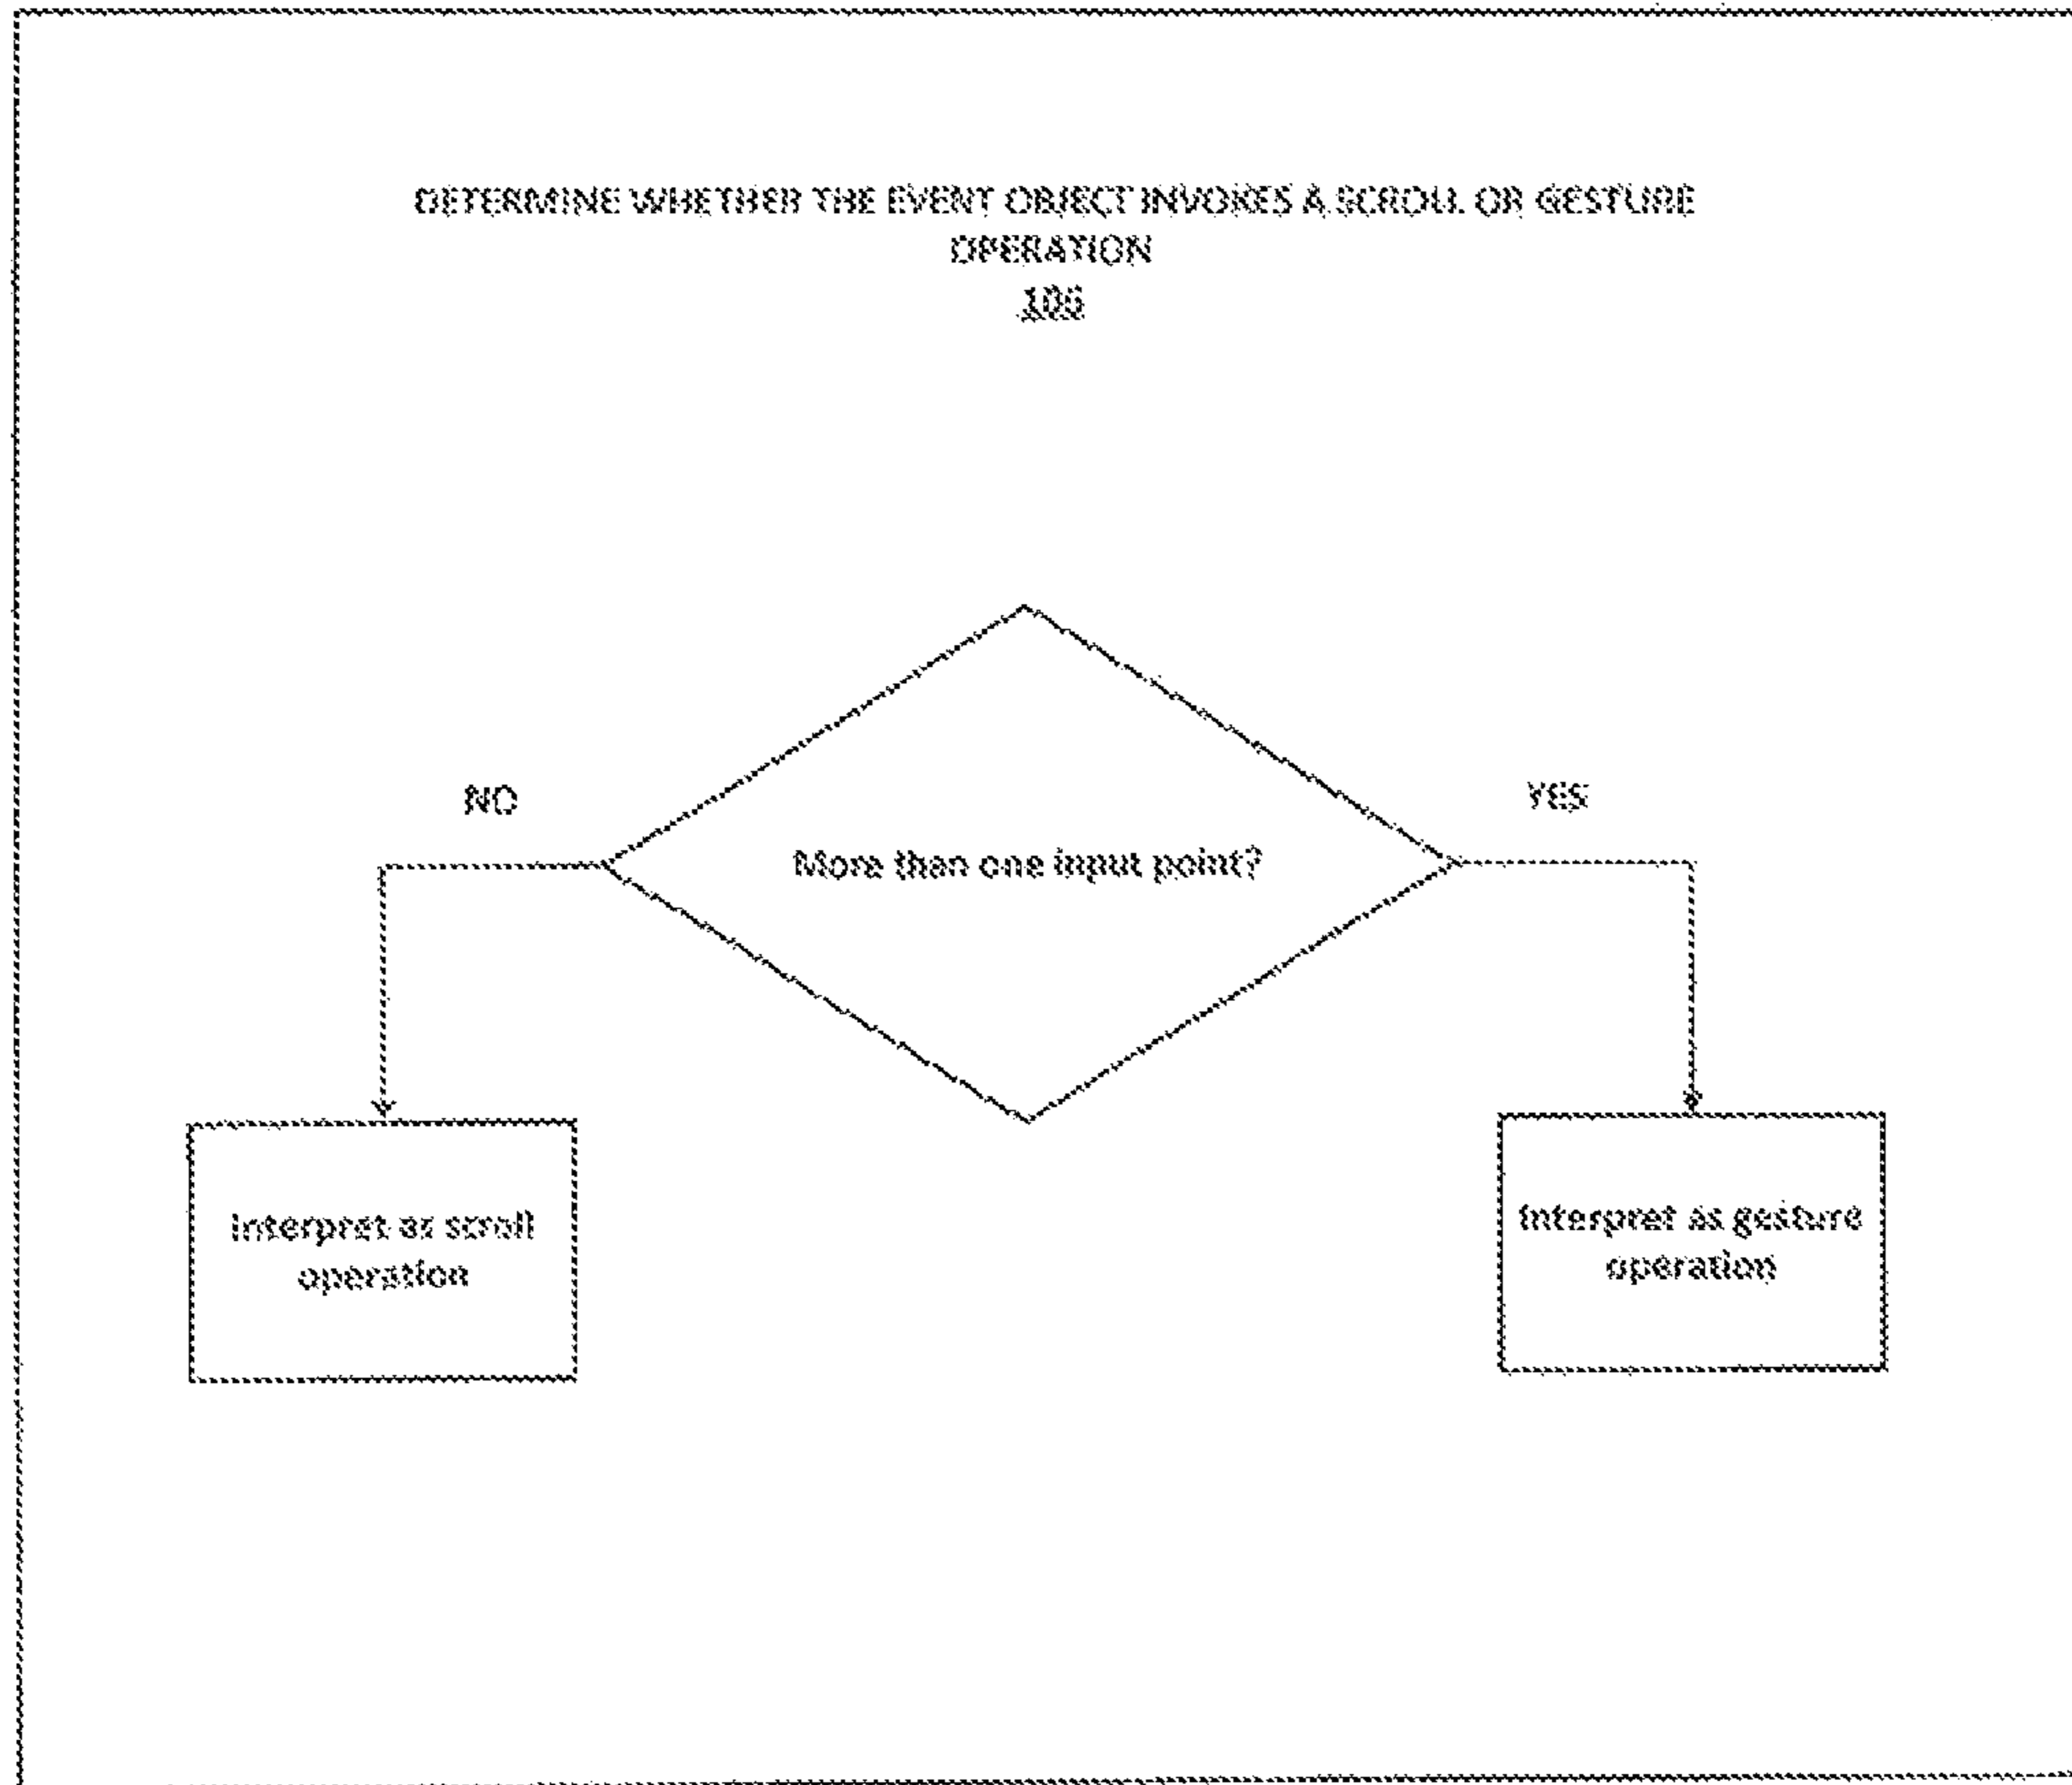 DETERMINE WHETHER THE EVENT OBJECT INVOKES A SCROLL OR GESTURE
OPERATION
106
NO
YES
More than one input point?
Interpret as scroll
operation
Interpret as gesture
operation